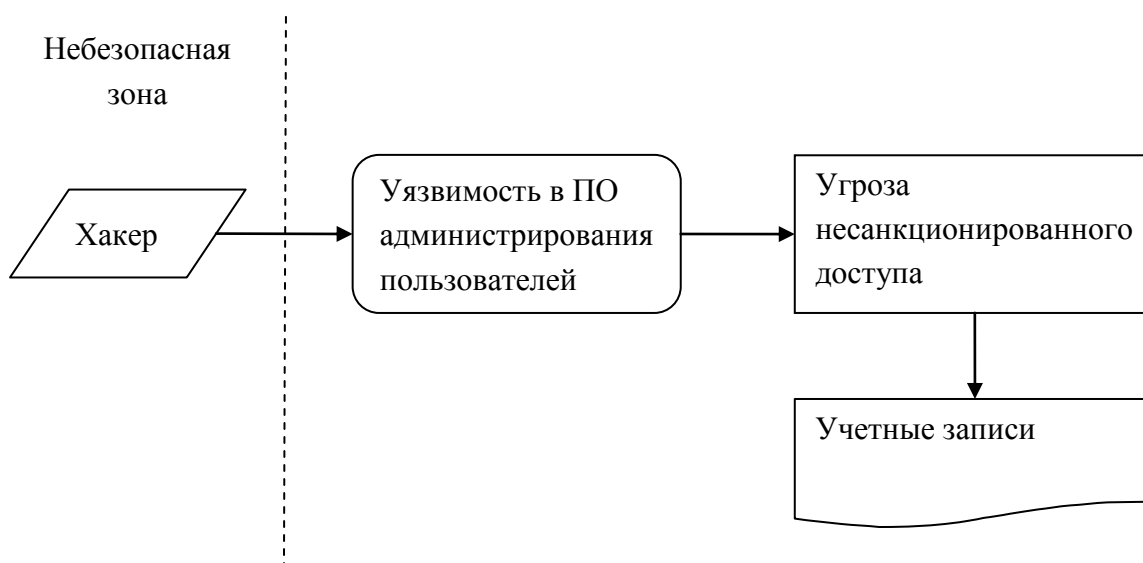 Небезопасная
зона
Хакер
Уязвимость в ПО
администрирования
пользователей
Угроза
несанкционированного
доступа
Учетные записи